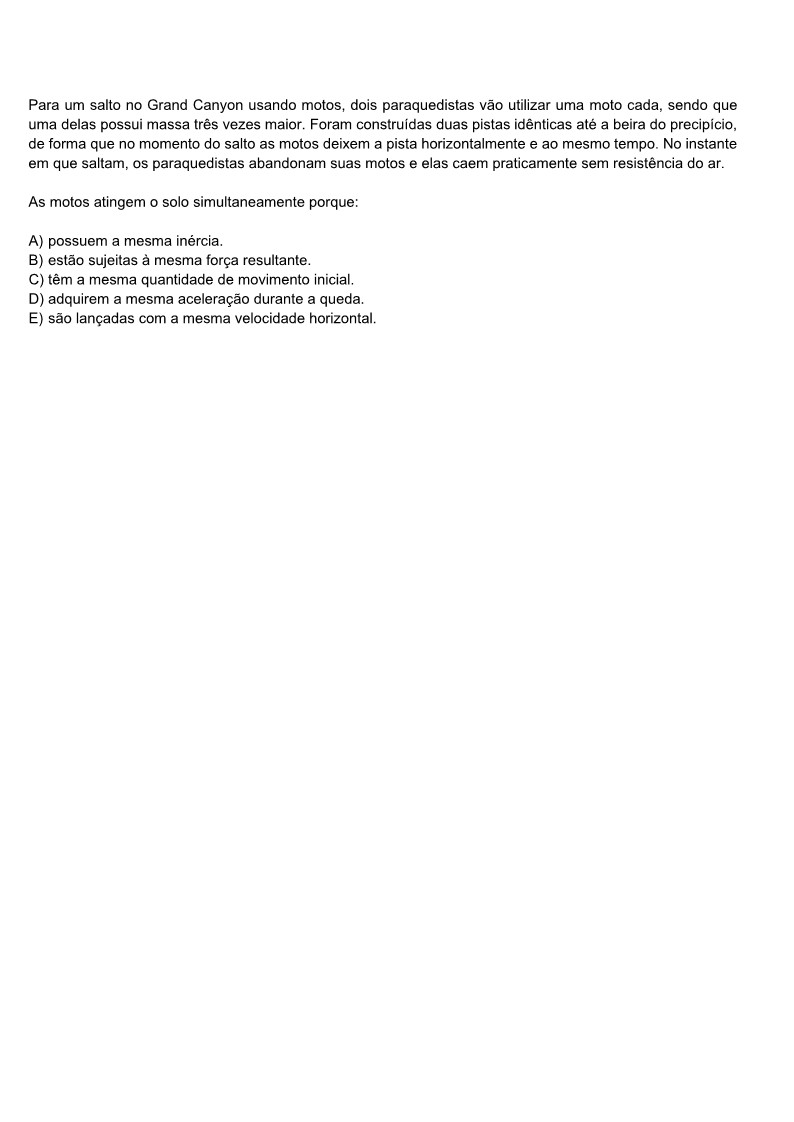 Para um salto no Grand Canyon usando motos, dois paraquedistas vão utilizar uma moto cada, sendo que
uma delas possui massa três vezes maior. Foram construídas duas pistas idênticas até a beira do precipício,
de forma que no momento do salto as motos deixem a pista horizontalmente e ao mesmo tempo. No instante
em que saltam, os paraquedistas abandonam suas motos e elas caem praticamente sem resistência do ar.
As motos atingem o solo simultaneamente porque:
A) possuem a mesma inércia.
B) estão sujeitas à mesma força resultante.
C) têm a mesma quantidade de movimento inicial.
D) adquirem a mesma aceleração durante a queda.
E) são lançadas com a mesma velocidade horizontal.